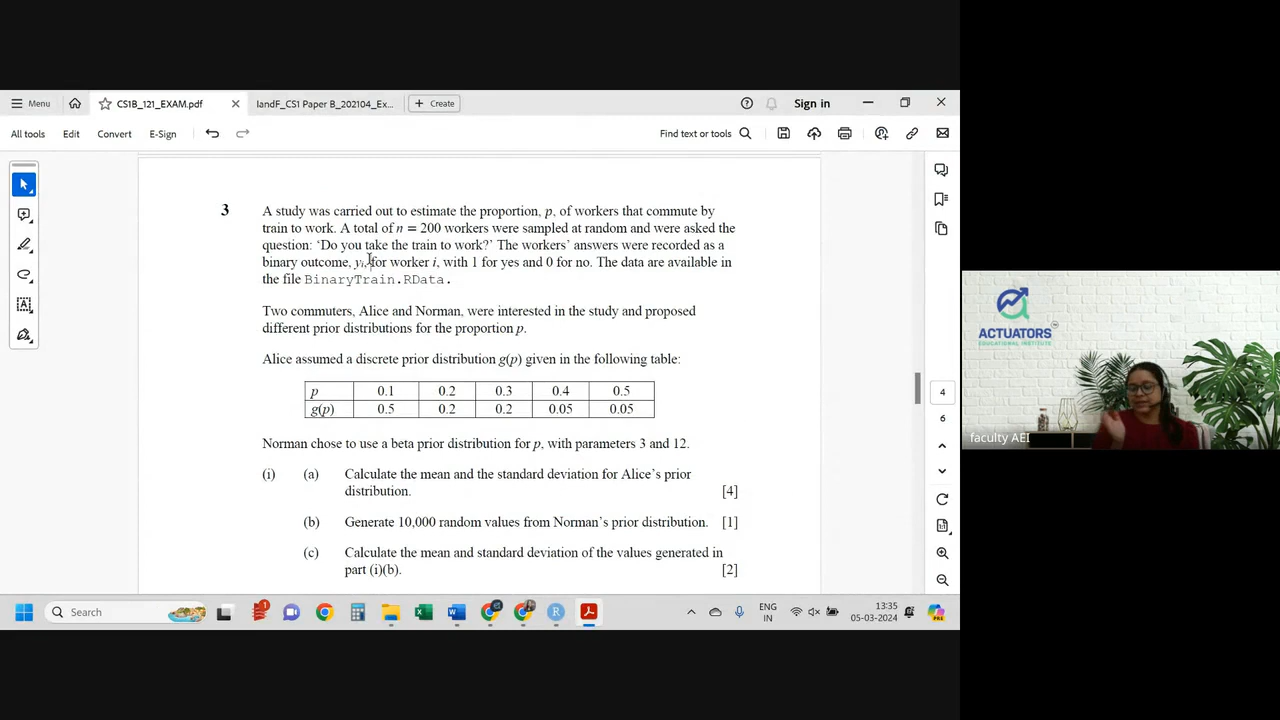 Menu
CS1B_121_EXAM.pdf
IandF_CS1 Paper B_202104_Ex...
Create
Sign in
All tools
Edit
Convert
E-Sign
Find text or tools
3
A study was carried out to estimate the proportion, p, of workers that commute by
train to work. A total of n = 200 workers were sampled at random and were asked the
question: ‘Do you take the train to work?’ The workers’ answers were recorded as a
binary outcome, yᵢ, for worker i, with 1 for yes and 0 for no. The data are available in
the file BinaryTrain.RData.
Two commuters, Alice and Norman, were interested in the study and proposed
different prior distributions for the proportion p.
Alice assumed a discrete prior distribution g(p) given in the following table:
p 0.1 0.2 0.3 0.4 0.5
g(p) 0.5 0.2 0.2 0.05 0.05
Norman chose to use a beta prior distribution for p, with parameters 3 and 12.
(i) (a) Calculate the mean and the standard deviation for Alice’s prior
distribution. [4]
(b) Generate 10,000 random values from Norman’s prior distribution. [1]
(c) Calculate the mean and standard deviation of the values generated in
part (i)(b). [2]
4
6
ACTUATORS
EDUCATIONAL INSTITUTE
faculty AEI
Search
ENG
IN
13:35
05-03-2024